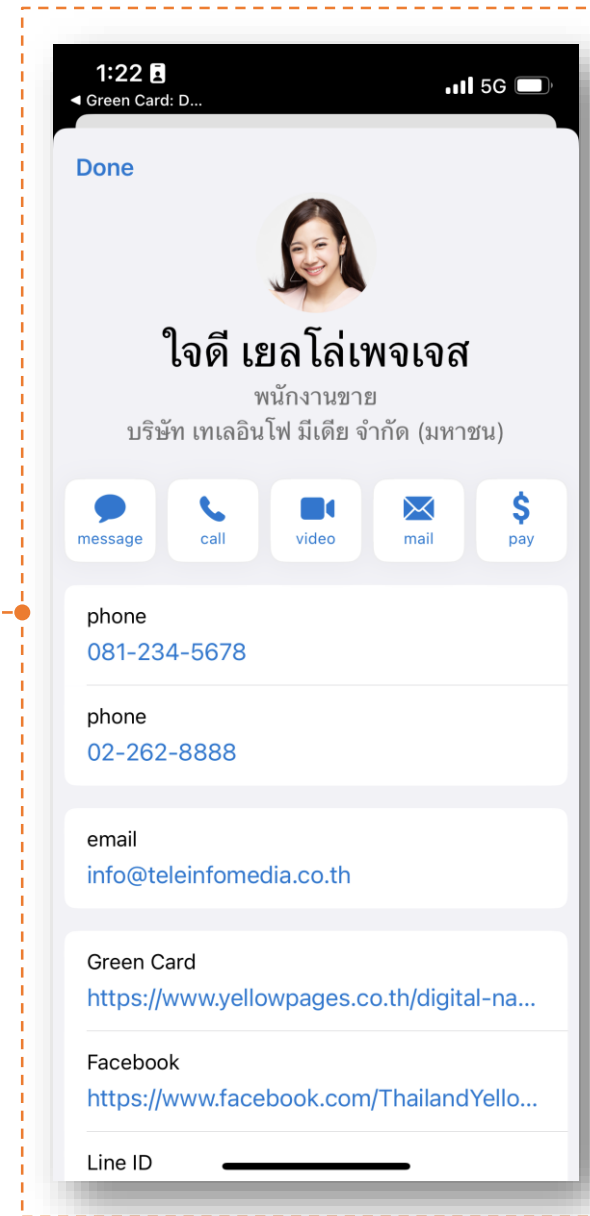 1:22
◀ Green Card: D...
5G
Done
ใจดี เยลโล่เพจเจส
พนักงานขาย
บริษัท เทเลอินโฟ มีเดีย จำกัด (มหาชน)
message call video mail pay
phone
081-234-5678
phone
02-262-8888
email
info@teleinfomedia.co.th
Green Card
https://www.yellowpages.co.th/digital-na...
Facebook
https://www.facebook.com/ThailandYello...
Line ID